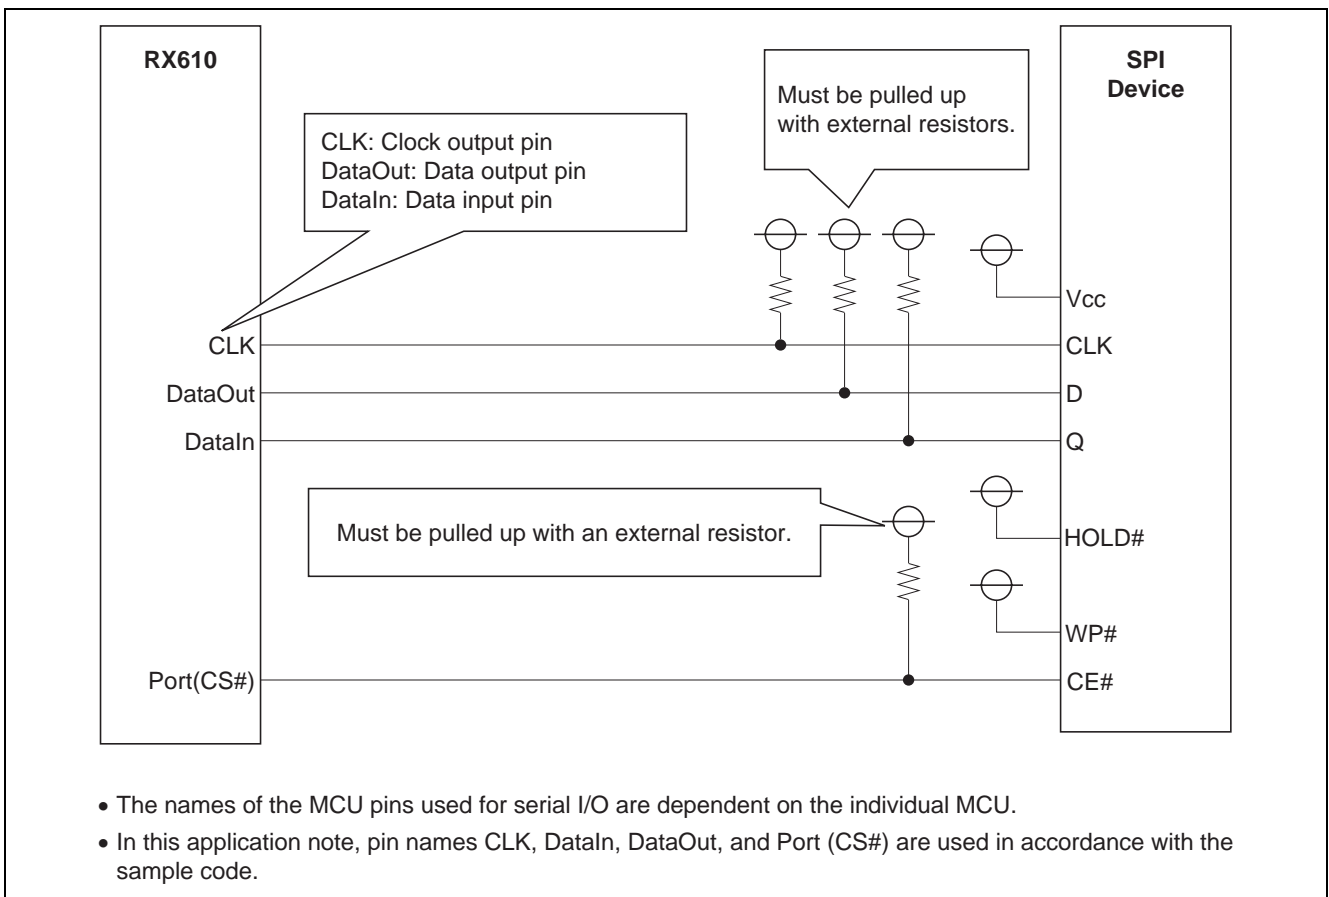 RX610
SPI
Device
Must be pulled up
with external resistors.
CLK: Clock output pin
DataOut: Data output pin
DataIn: Data input pin
Vcc
CLK
CLK
DataOut
D
DataIn
Q
Must be pulled up with an external resistor.
HOLD#
WP#
Port(CS#)
CE#
• The names of the MCU pins used for serial I/O are dependent on the individual MCU.
• In this application note, pin names CLK, DataIn, DataOut, and Port (CS#) are used in accordance with the
sample code.